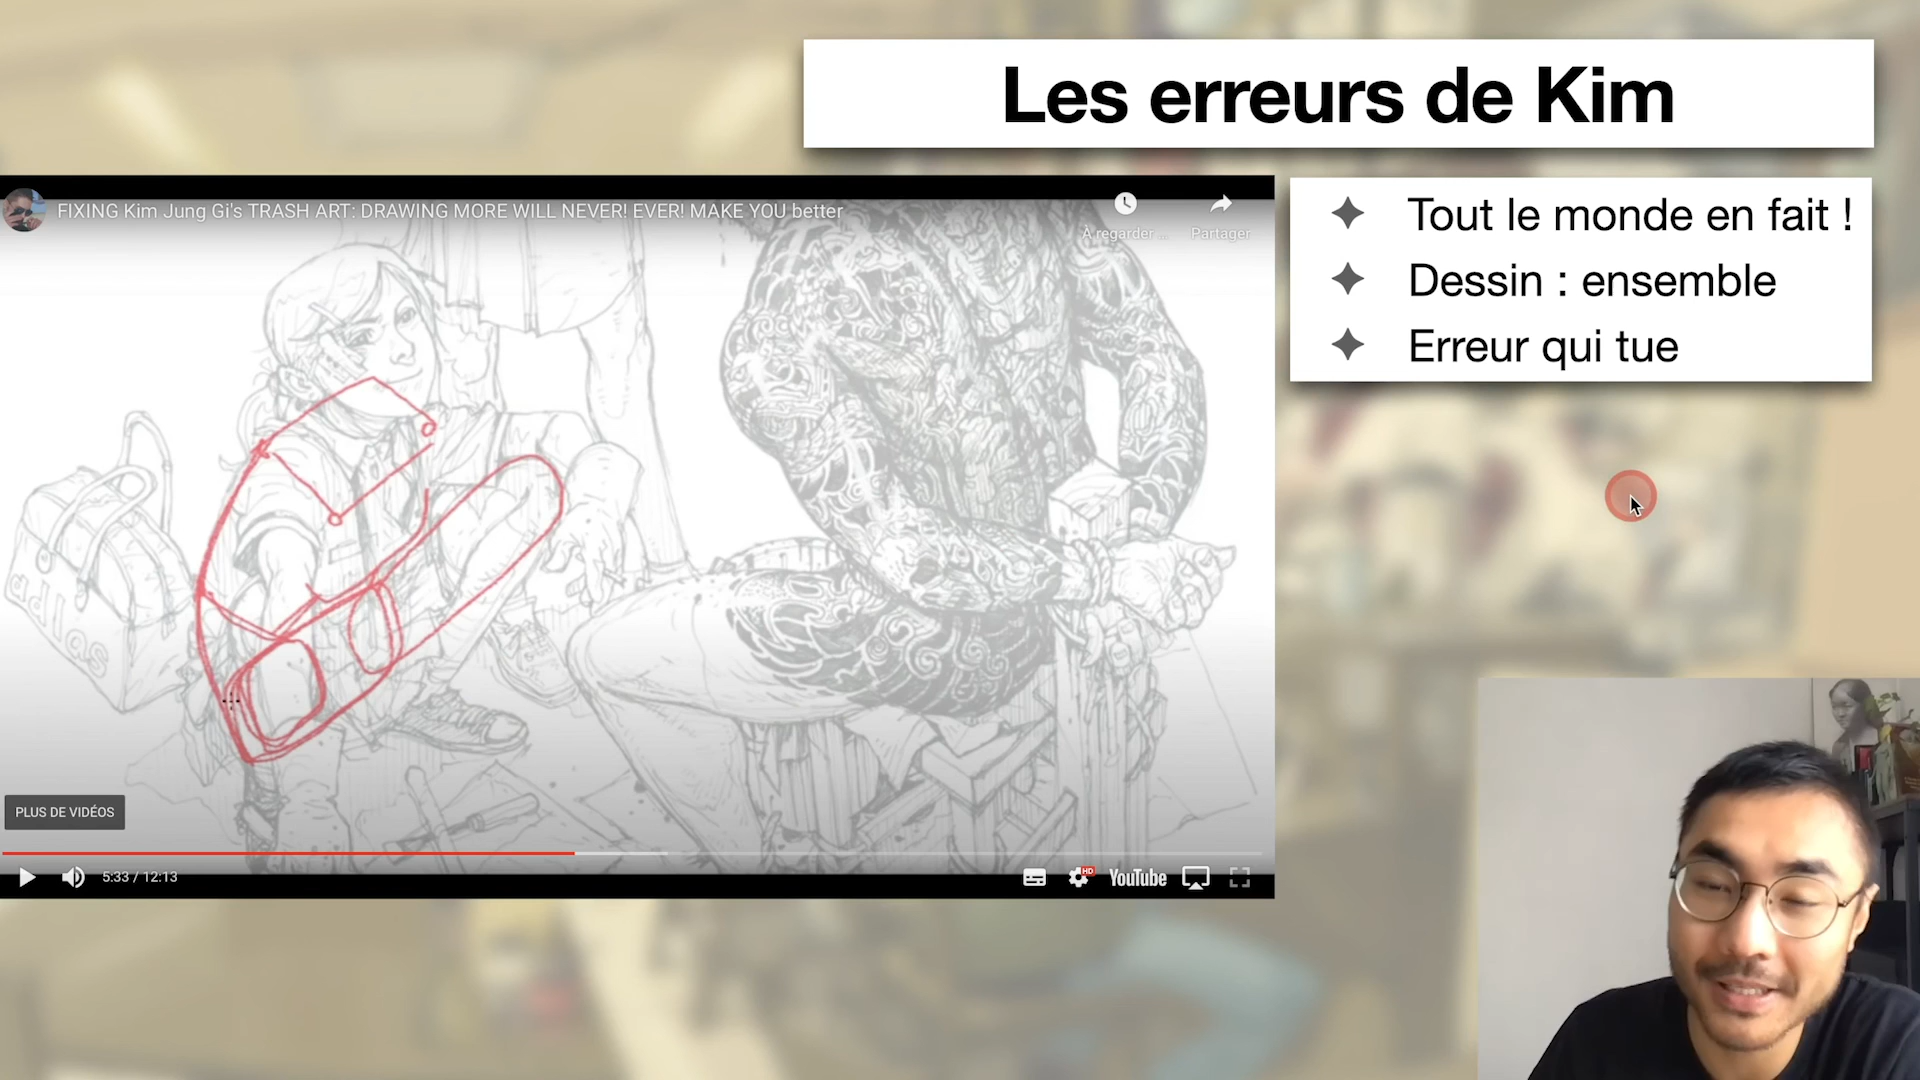 Les erreurs de Kim
FIXING Kim Jung Gi's TRASH ART: DRAWING MORE WILL NEVER! EVER! MAKE YOU better
À regarder ...
Partager
Tout le monde en fait !
Dessin : ensemble
Erreur qui tue
adlas
PLUS DE VIDÉOS
5:33 / 12:13
HD
YouTube